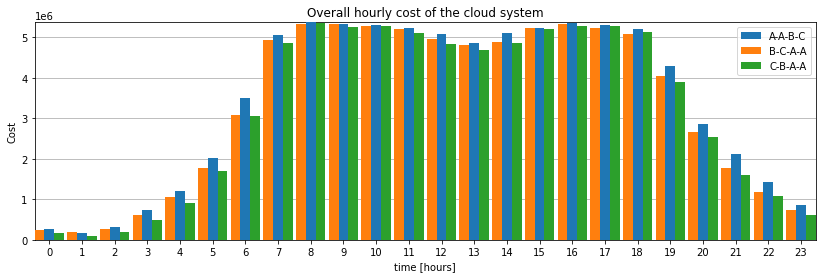 Overall hourly cost of the cloud system
1e6
A-A-B-C
B-C-A-A
C-B-A-A
5
4
3
2
1
0
Cost
0 1 2 3 4 5 6 7 8 9 10 11 12 13 14 15 16 17 18 19 20 21 22 23
time [hours]